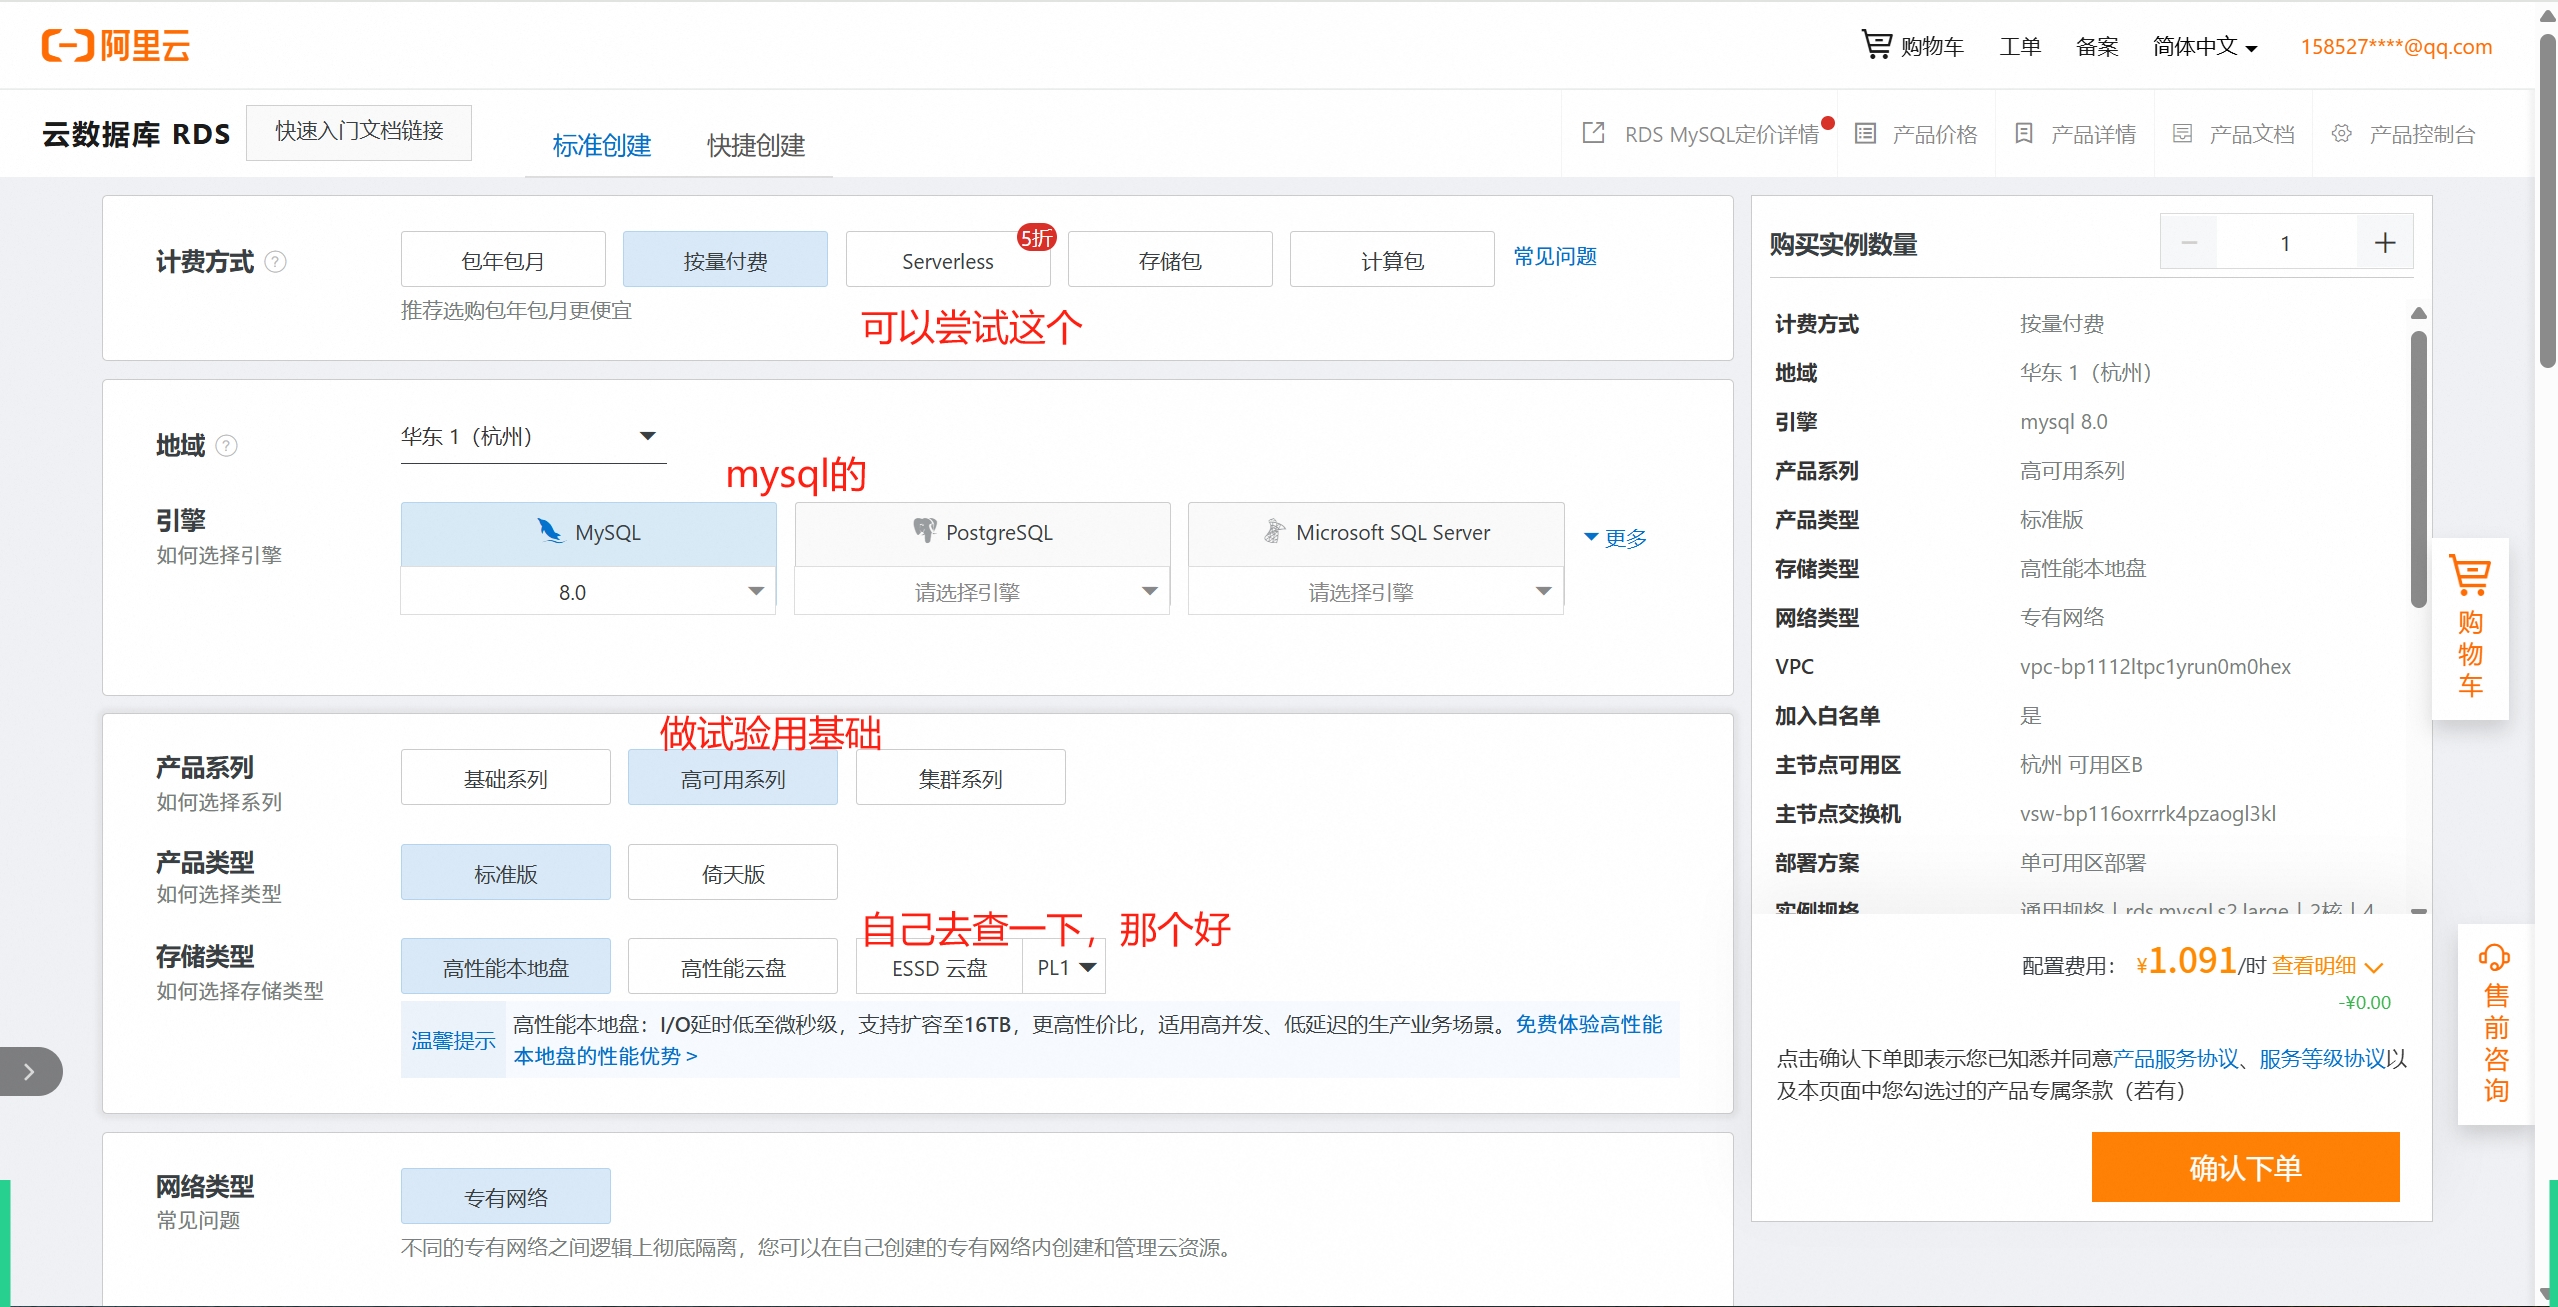 阿里云
购物车 工单 备案 简体中文 158527****@qq.com
云数据库 RDS 快速入门文档链接 标准创建 快捷创建 RDS MySQL定价详情 产品价格 产品详情 产品文档 产品控制台
计费方式 ? 包年包月 按量付费 Serverless 5折 存储包 计算包 常见问题
推荐选购包年包月更便宜
可以尝试这个
地域 ? 华东 1（杭州）
mysql的
引擎 MySQL PostgreSQL Microsoft SQL Server 更多
如何选择引擎 8.0 请选择引擎 请选择引擎
做试验用基础
产品系列 基础系列 高可用系列 集群系列
如何选择系列
产品类型 标准版 倚天版
如何选择类型
自己去查一下，那个好
存储类型 高性能本地盘 高性能云盘 ESSD 云盘 PL1
如何选择存储类型
温馨提示 高性能本地盘：I/O延时低至微秒级，支持扩容至16TB，更高性价比，适用高并发、低延迟的生产业务场景。免费体验高性能
本地盘的性能优势 >
网络类型 专有网络
常见问题
不同的专有网络之间逻辑上彻底隔离，您可以在自己创建的专有网络内创建和管理云资源。
购买实例数量 − 1 +
计费方式 按量付费
地域 华东 1（杭州）
引擎 mysql 8.0
产品系列 高可用系列
产品类型 标准版
存储类型 高性能本地盘
网络类型 专有网络
VPC vpc-bp1112ltpc1yrun0m0hex
加入白名单 是
主节点可用区 杭州 可用区B
主节点交换机 vsw-bp116oxrrrk4pzaogl3kl
部署方案 单可用区部署
实例规格 通用规格 | rds.mysql.s2.large | 2核 | 4
配置费用： ¥1.091/时 查看明细
-¥0.00
点击确认下单即表示您已知悉并同意产品服务协议、服务等级协议以
及本页面中您勾选过的产品专属条款（若有）
确认下单
购物车
售前咨询